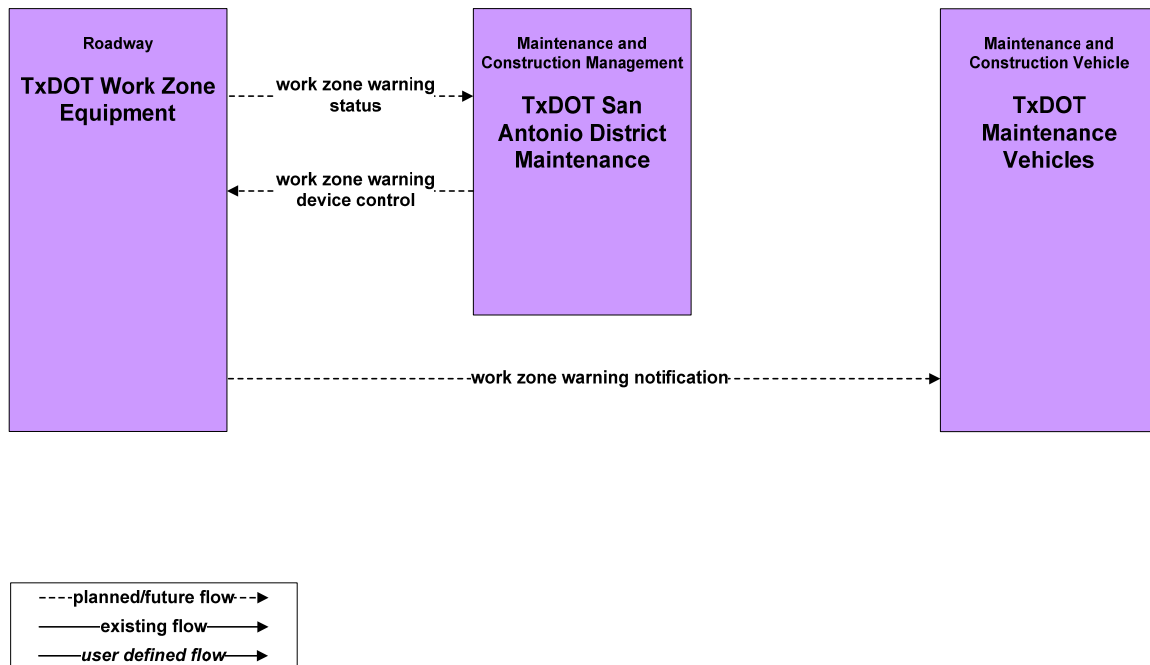 Roadway
TxDOT Work Zone
Equipment
work zone warning
status
work zone warning
device control
Maintenance and
Construction Management
TxDOT San
Antonio District
Maintenance
Maintenance and
Construction Vehicle
TxDOT
Maintenance
Vehicles
work zone warning notification
planned/future flow
existing flow
user defined flow